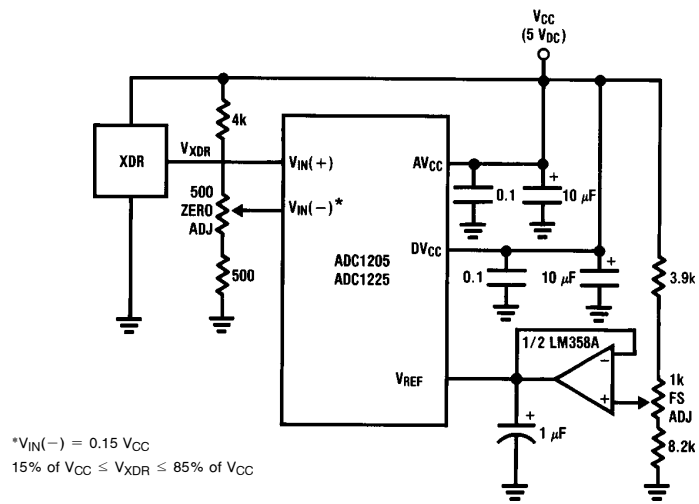 VCC
(5 VDC)
4k
XDR
VXDR
VIN(+)
AVCC
0.1
10 μF
500
ZERO
ADJ
VIN(−)*
ADC1205
ADC1225
DVCC
500
0.1
10 μF
3.9k
1/2 LM358A
−
VREF
+
1k
FS
ADJ
+
1 μF
8.2k
+
+
*VIN(−) = 0.15 VCC
15% of VCC ≤ VXDR ≤ 85% of VCC